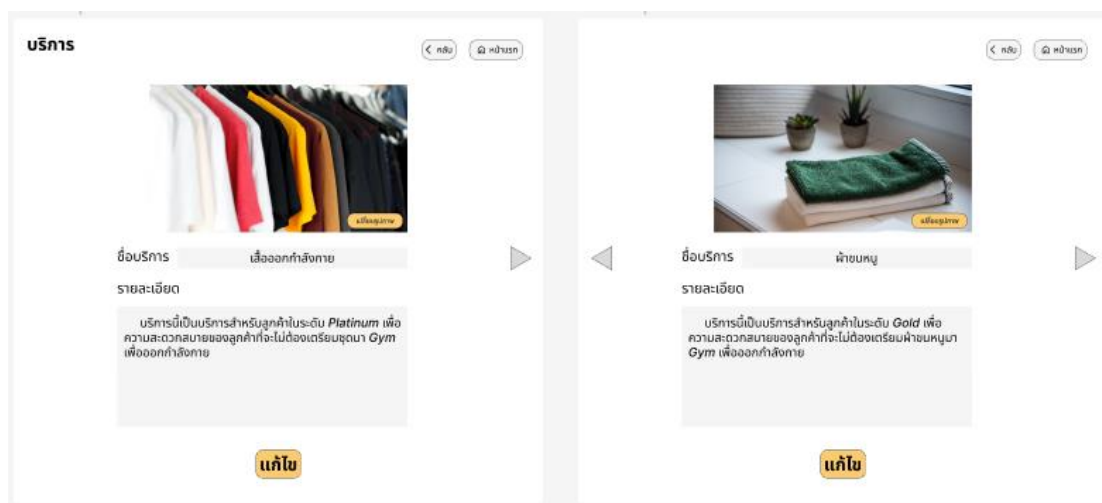 บริการ
กลับ
หน้าแรก
เปลี่ยนรูปภาพ
ชื่อบริการ
เสื้อออกกำลังกาย
รายละเอียด
บริการนี้เป็นบริการสำหรับลูกค้าในระดับ Platinum เพื่อ
ความสะดวกสบายของลูกค้าที่จะไม่ต้องเตรียมชุดมา Gym
เพื่อออกกำลังกาย
แก้ไข
กลับ
หน้าแรก
เปลี่ยนรูปภาพ
ชื่อบริการ
ผ้าขนหนู
รายละเอียด
บริการนี้เป็นบริการสำหรับลูกค้าในระดับ Gold เพื่อ
ความสะดวกสบายของลูกค้าที่จะไม่ต้องเตรียมผ้าขนหนูมา
Gym เพื่อออกกำลังกาย
แก้ไข